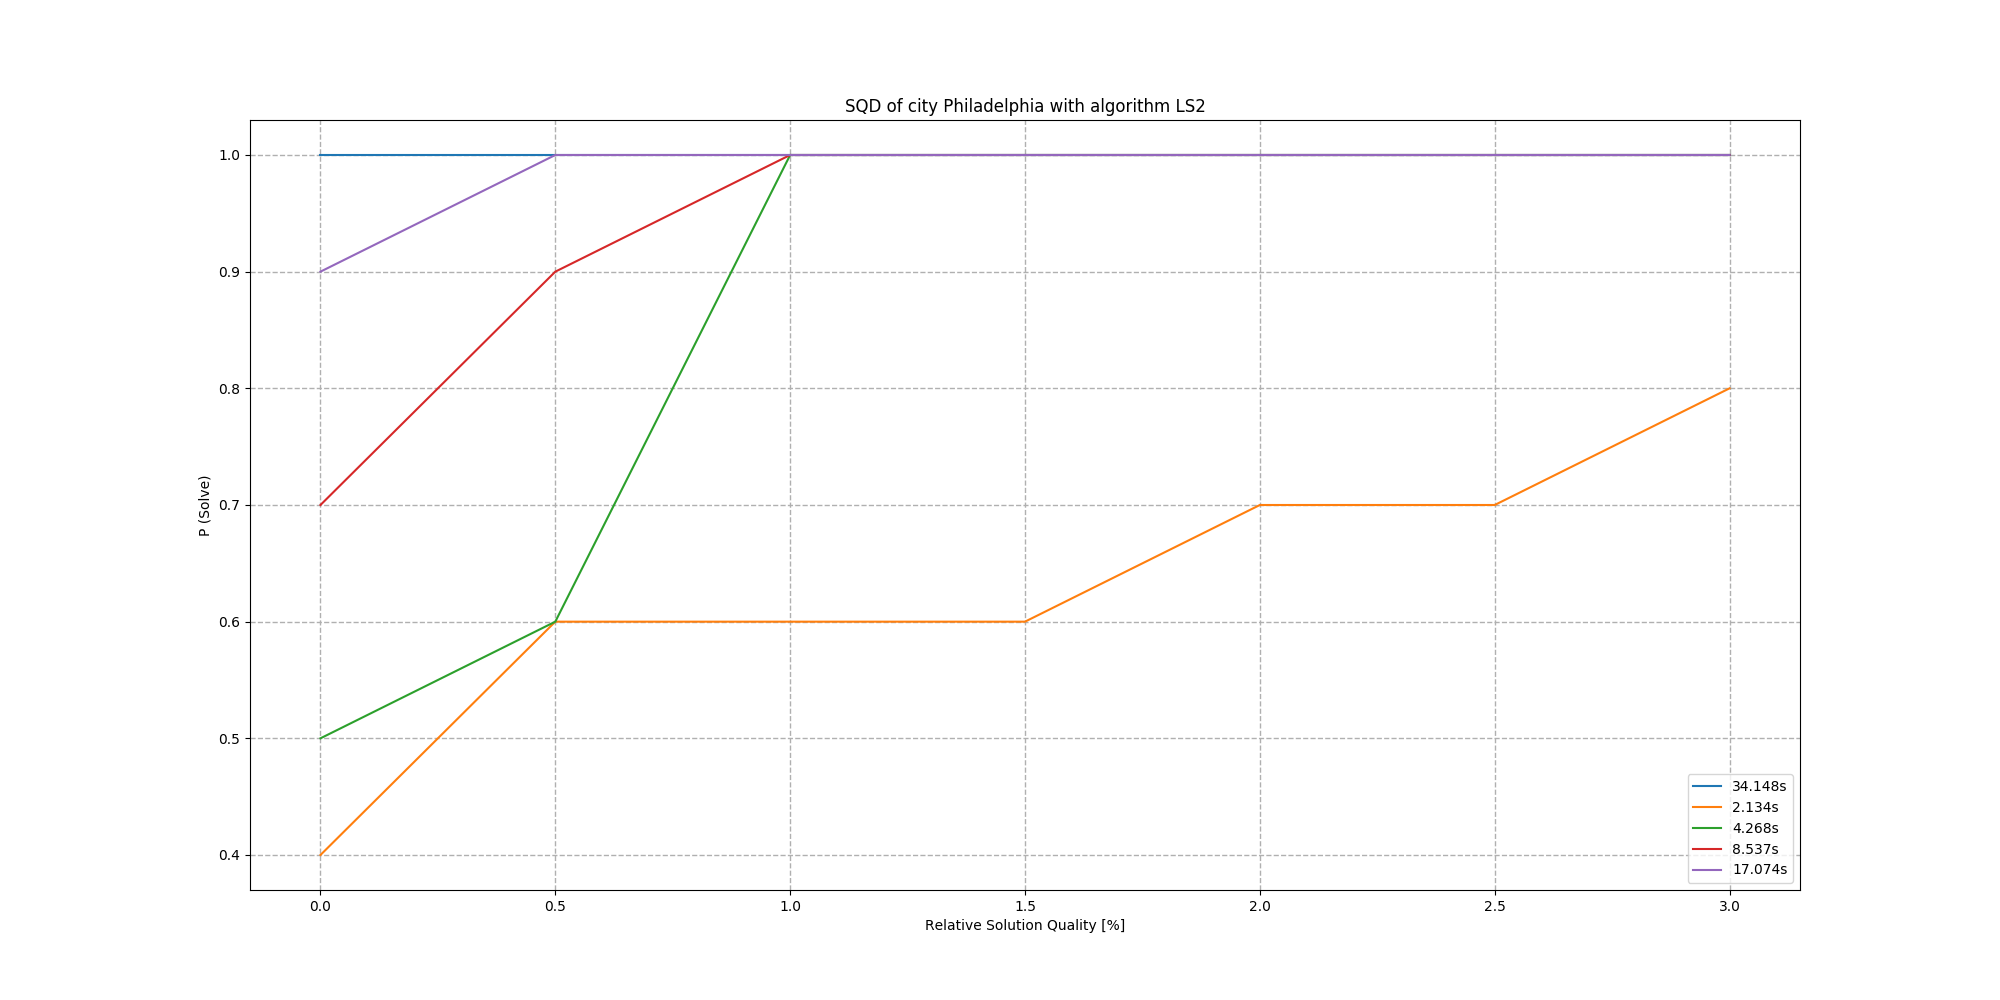 SQD of city Philadelphia with algorithm LS2
1.0
0.9
0.8
0.7
0.6
0.5
0.4
P (Solve)
34.148s
2.134s
4.268s
8.537s
17.074s
0.0 0.5 1.0 1.5 2.0 2.5 3.0
Relative Solution Quality [%]